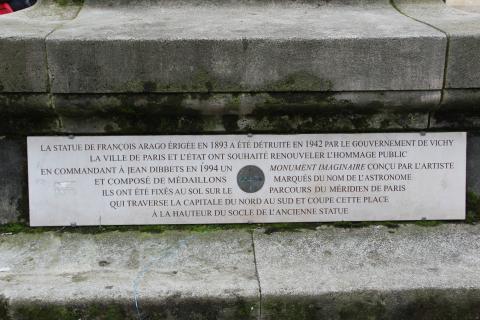 LA STATUE DE FRANÇOIS ARAGO ÉRIGÉE EN 1893 A ÉTÉ DÉTRUITE EN 1942 PAR LE GOUVERNEMENT DE VICHY
LA VILLE DE PARIS ET L'ÉTAT ONT SOUHAITÉ RENOUVELER L'HOMMAGE PUBLIC
EN COMMANDANT À JEAN DIBBETS EN 1994 UN MONUMENT IMAGINAIRE CONÇU PAR L'ARTISTE
ET COMPOSÉ DE MÉDAILLONS MARQUÉS DU NOM DE L'ASTRONOME
ILS ONT ÉTÉ FIXÉS AU SOL SUR LE PARCOURS DU MÉRIDIEN DE PARIS
QUI TRAVERSE LA CAPITALE DU NORD AU SUD ET COUPE CETTE PLACE
À LA HAUTEUR DU SOCLE DE L'ANCIENNE STATUE